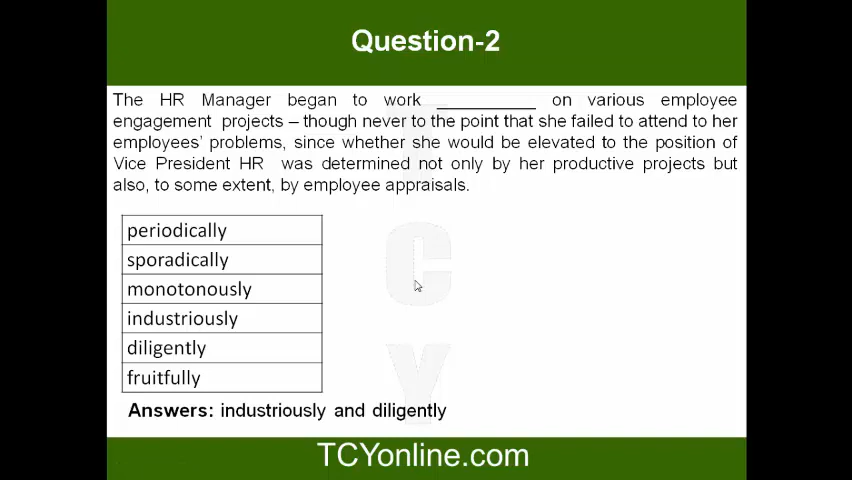 Question-2
The HR Manager began to work __________ on various employee
engagement projects – though never to the point that she failed to attend to her
employees' problems, since whether she would be elevated to the position of
Vice President HR was determined not only by her productive projects but
also, to some extent, by employee appraisals.
periodically
sporadically
monotonously
industriously
diligently
fruitfully
Answers: industriously and diligently
T
C
Y
TCYonline.com